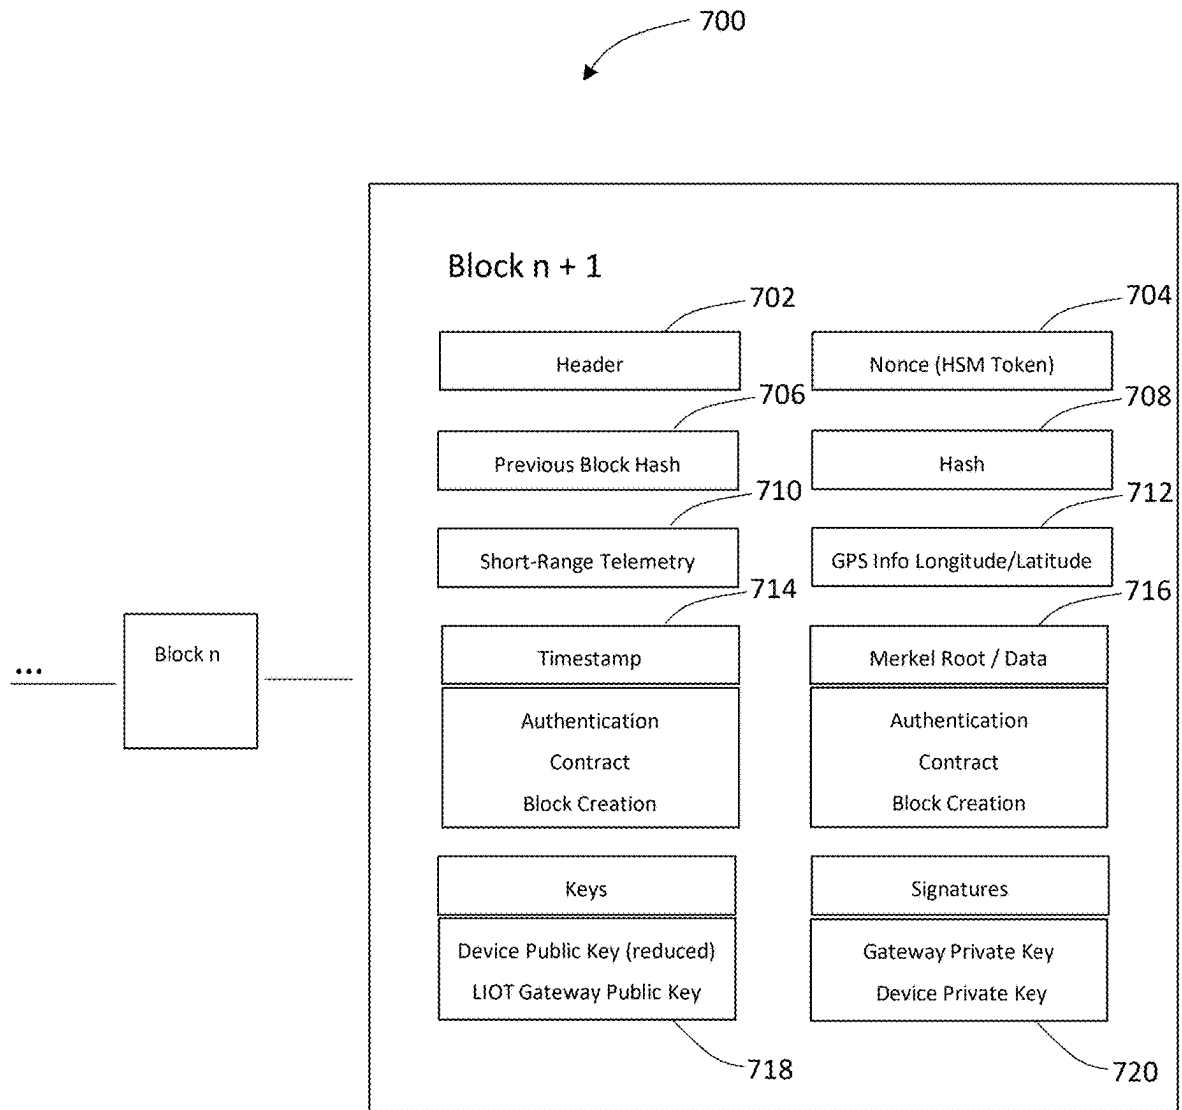 700
Block n + 1
702
704
Header
Nonce (HSM Token)
706
708
Previous Block Hash
Hash
710
712
Short-Range Telemetry
GPS Info Longitude/Latitude
714
716
Timestamp
Merkel Root / Data
Authentication
Contract
Block Creation
Authentication
Contract
Block Creation
...
Block n
Keys
Signatures
Device Public Key (reduced)
LIOT Gateway Public Key
Gateway Private Key
Device Private Key
718
720